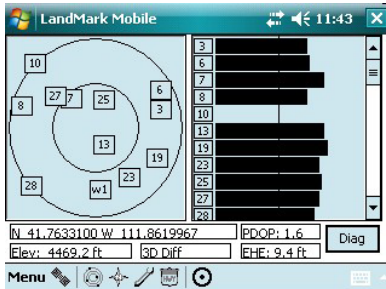 LandMark Mobile 11:43
10
8
27
7
25
6
3
13
19
23
28
w1
3
6
7
8
10
13
19
23
25
27
28
N 41.7633100 W 111.8619967
PDOP: 1.6
Diag
Elev: 4469.2 ft
3D Diff
EHE: 9.4 ft
Menu